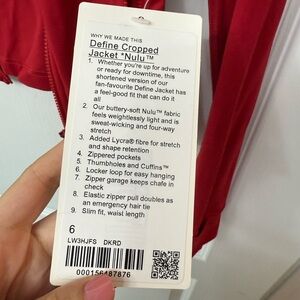 WHY WE MADE THIS
Define Cropped
Jacket *Nulu™
1. Whether you're up for adventure
or ready for downtime, this
shortened version of our
fan-favourite Define Jacket has
a feel-good fit that can do it
all
2. Our buttery-soft Nulu™ fabric
feels weightlessly light and is
sweat-wicking and four-way
stretch
3. Added Lycra® fibre for stretch
and shape retention
4. Zippered pockets
5. Thumbholes and Cuffins™
6. Locker loop for easy hanging
7. Zipper garage keeps chafe in
check
8. Elastic zipper pull doubles as
an emergency hair tie
9. Slim fit, waist length
6
LW3HJFS DKRD
000156487876